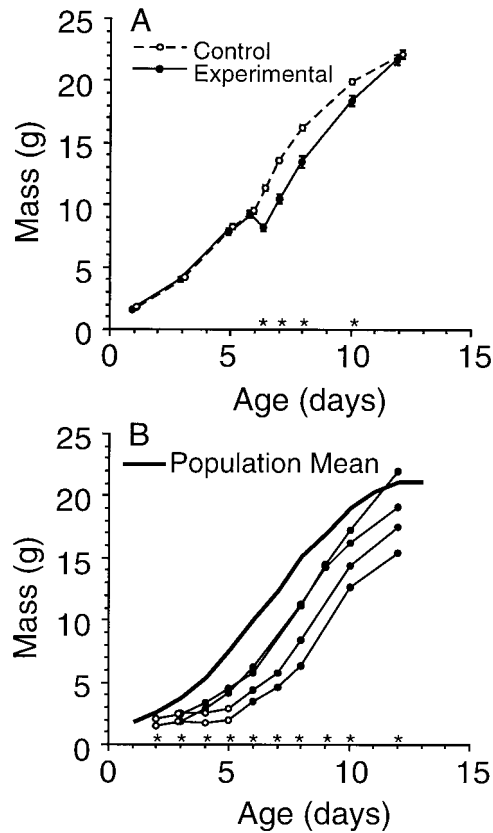 A
25
Control
Experimental
20
15
10
5
0
Mass (g)
* * * *
0 5 10 15
Age (days)
B
25
Population Mean
20
15
10
5
0
Mass (g)
* * * * * * * * * *
0 5 10 15
Age (days)